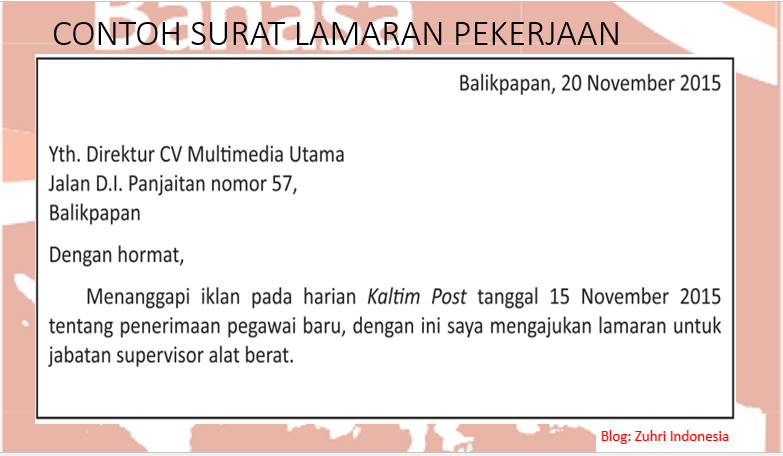 Bahasa
CONTOH SURAT LAMARAN PEKERJAAN
Balikpapan, 20 November 2015
Yth. Direktur CV Multimedia Utama
Jalan D.I. Panjaitan nomor 57,
Balikpapan
Dengan hormat,
Menanggapi iklan pada harian Kaltim Post tanggal 15 November 2015
tentang penerimaan pegawai baru, dengan ini saya mengajukan lamaran untuk
jabatan supervisor alat berat.
Blog: Zuhri Indonesia